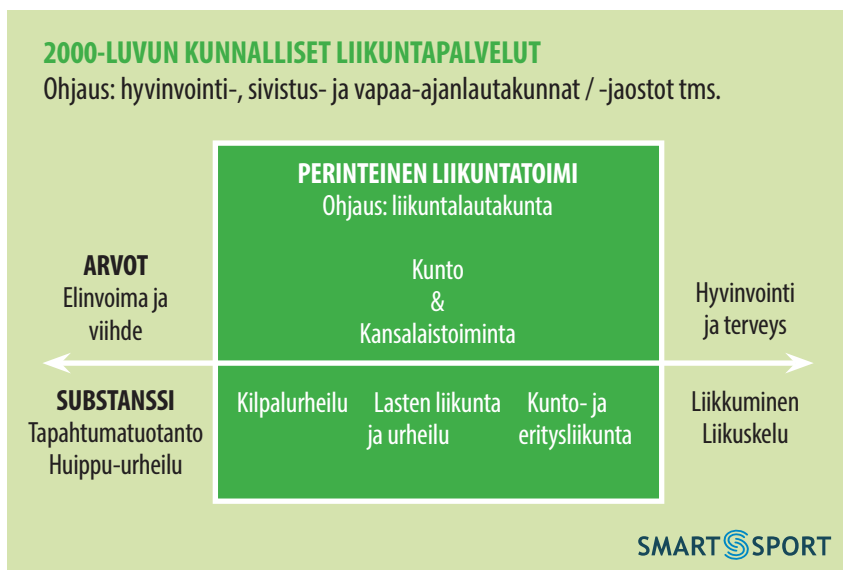 2000-LUVUN KUNNALLISET LIIKUNTAPALVELUT
Ohjaus: hyvinvointi-, sivistus- ja vapaa-ajanlautakunnat / -jaostot tms.
PERINTEINEN LIIKUNTATOIMI
Ohjaus: liikuntalautakunta
ARVOT
Elinvoima ja
viihde
Kunto
&
Kansalaistoiminta
Hyvinvointi
ja terveys
SUBSTANSSI
Tapahtumatuotanto
Huippu-urheilu
Kilpalurheilu
Lasten liikunta
ja urheilu
Kunto- ja
eritysliikunta
Liikkuminen
Liikuskelu
SMART SPORT